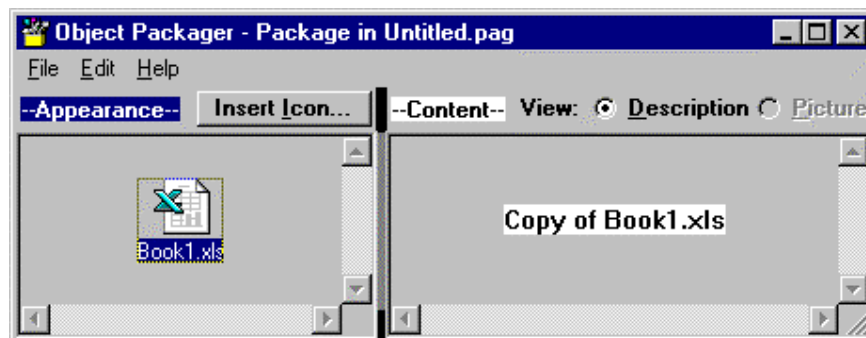 Object Packager - Package in Untitled.pag
File Edit Help
--Appearance-- Insert Icon... --Content-- View: Description Picture
Book1.xls
Copy of Book1.xls